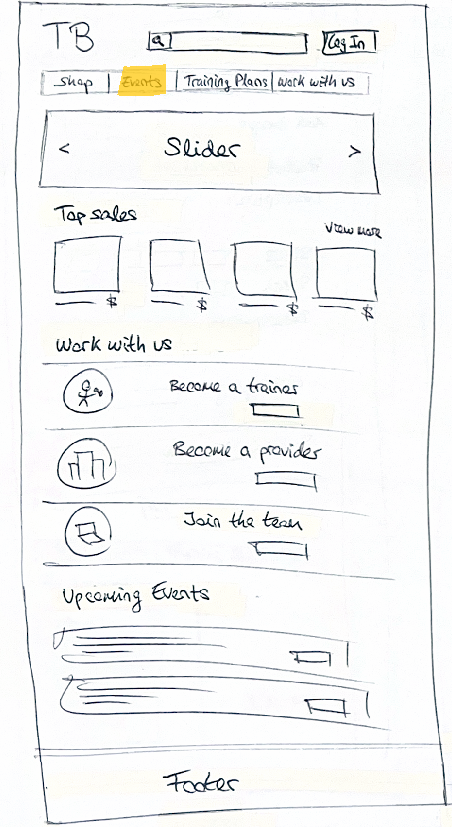 TB
Log In
Shop Events Training Plans Work with us
< Slider >
Top sales
View more
$ $ $ $
Work with us
Become a trainer
Become a provider
Join the team
Upcoming Events
Footer